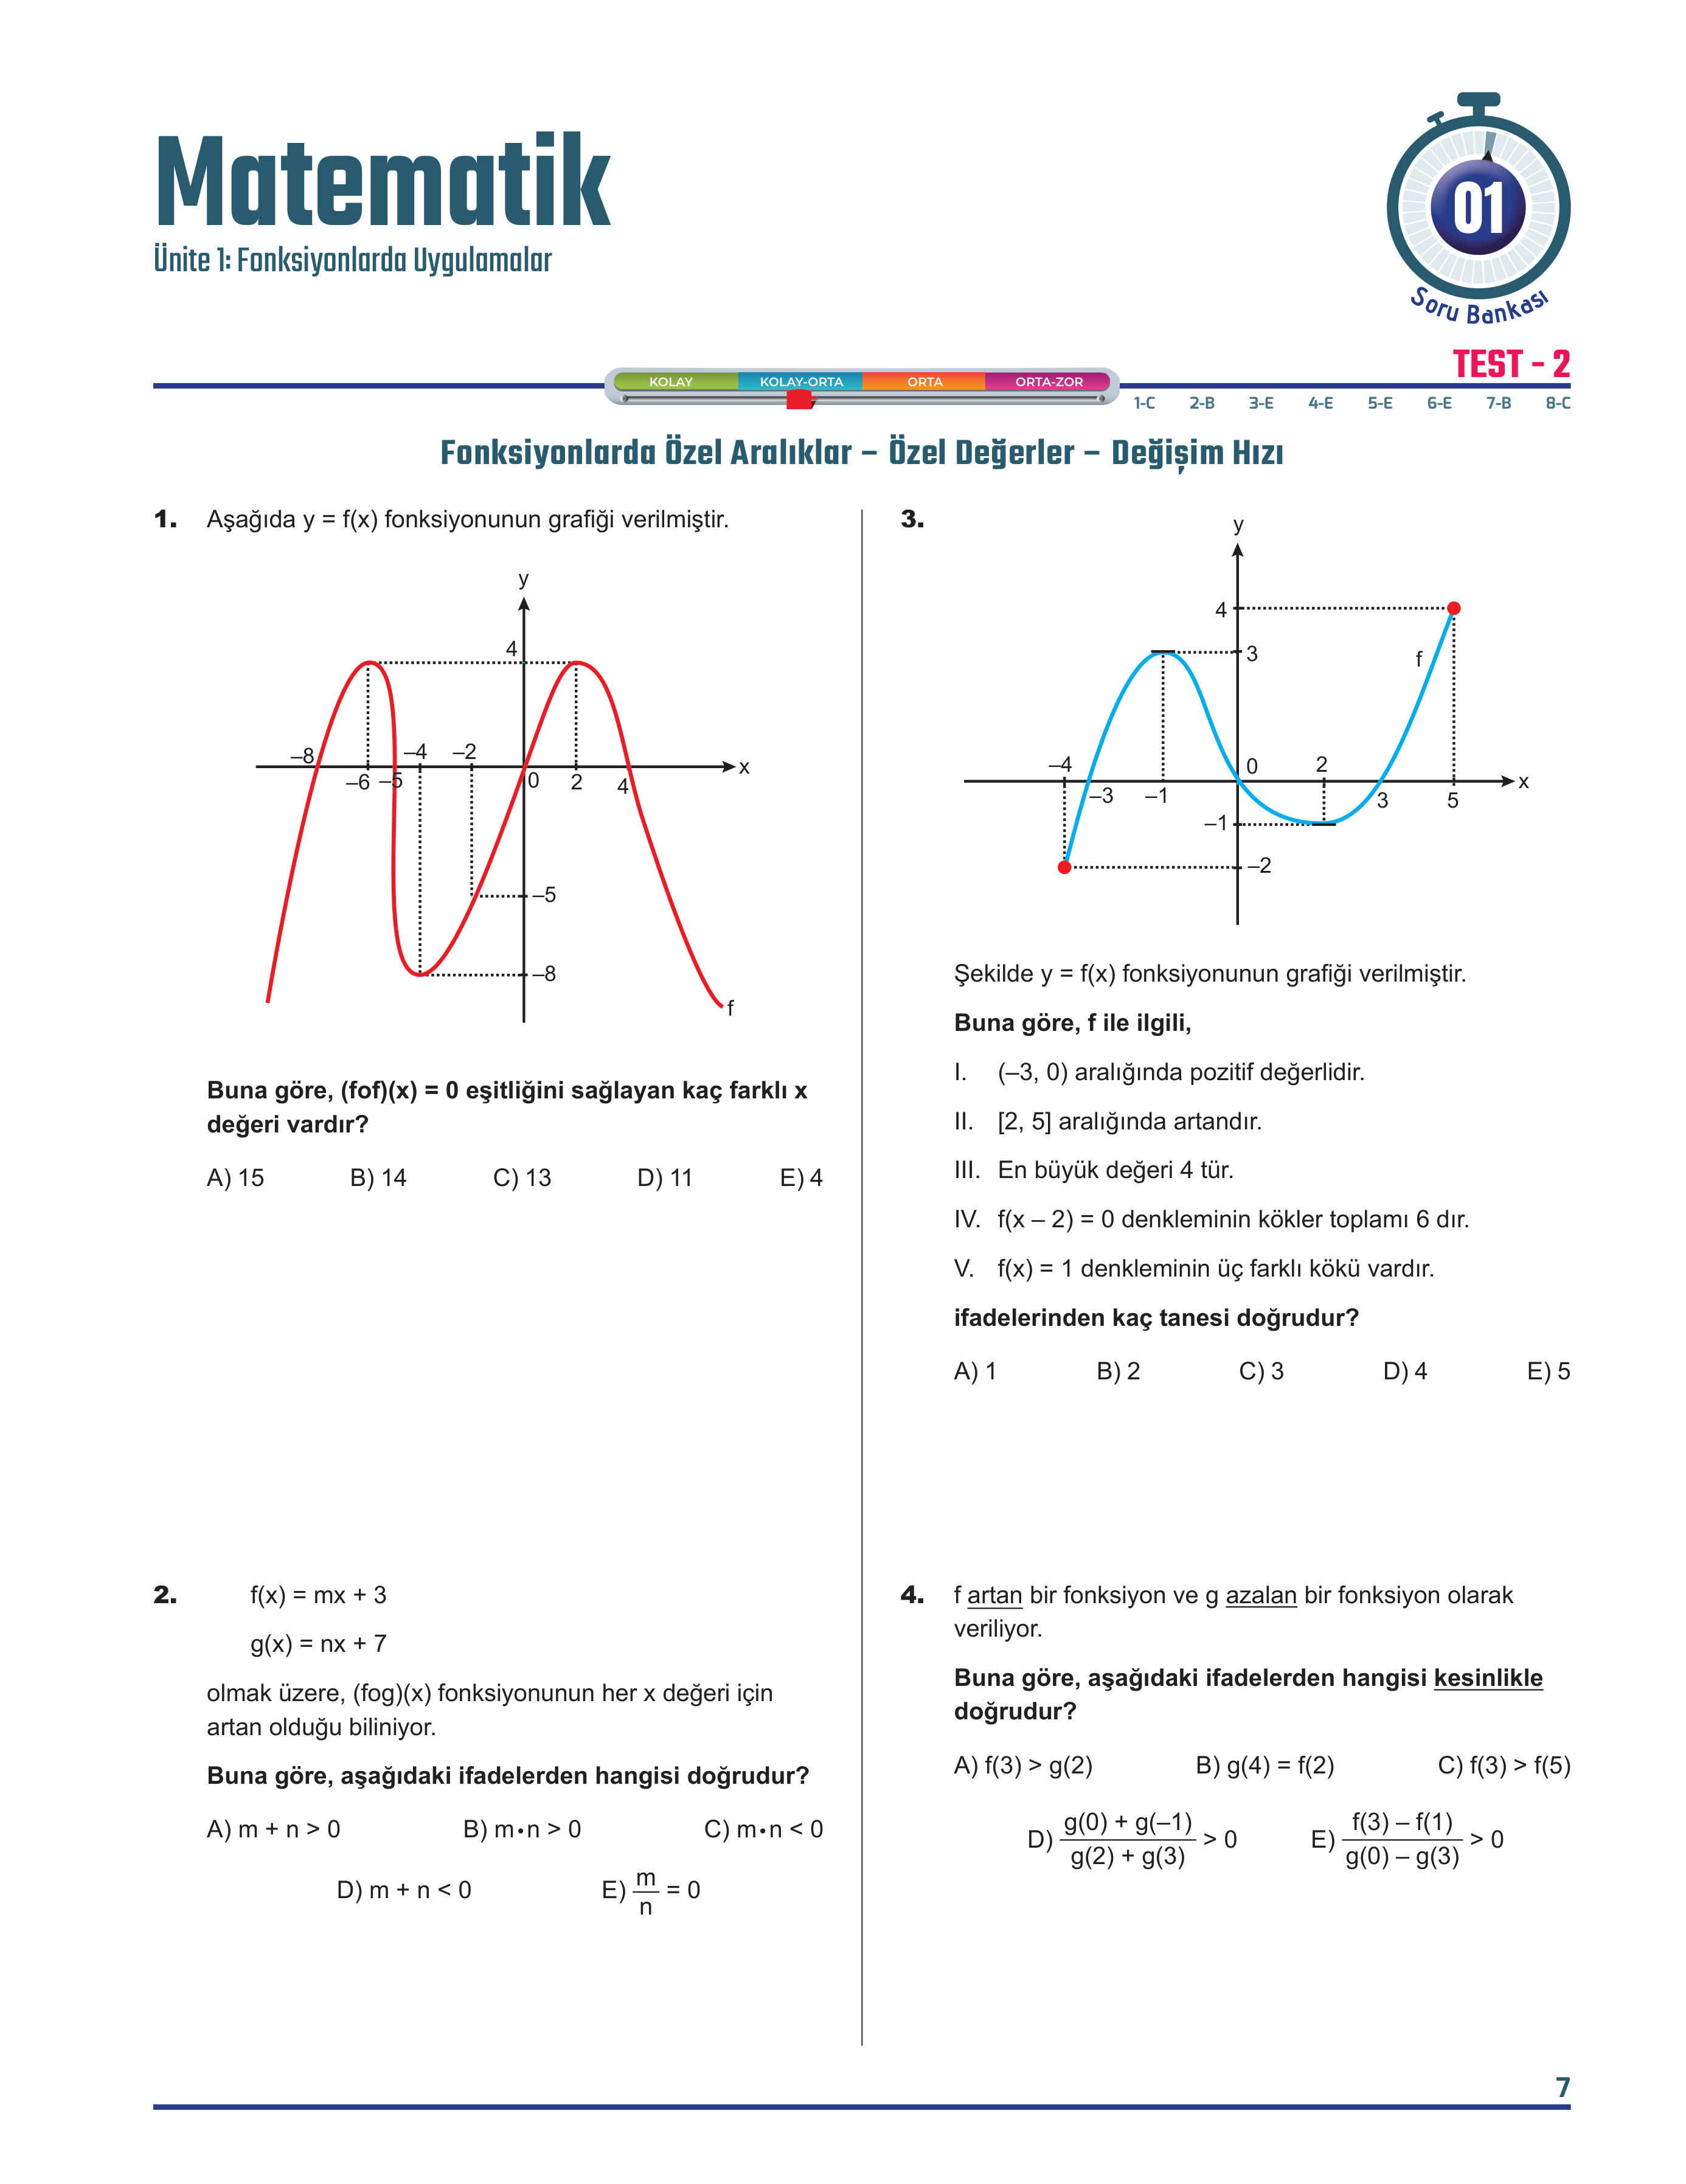 Matematik
Ünite 1: Fonksiyonlarda Uygulamalar
01
Soru Bankası
TEST - 2
KOLAY KOLAY-ORTA ORTA ORTA-ZOR
1-C 2-B 3-E 4-E 5-E 6-E 7-B 8-C
Fonksiyonlarda Özel Aralıklar – Özel Değerler – Değişim Hızı
1. Aşağıda y = f(x) fonksiyonunun grafiği verilmiştir.
y
4
–8 –4 –2 x
–6 –5 0 2 4
–5
–8
f
Buna göre, (fof)(x) = 0 eşitliğini sağlayan kaç farklı x
değeri vardır?
A) 15 B) 14 C) 13 D) 11 E) 4
2. f(x) = mx + 3
g(x) = nx + 7
olmak üzere, (fog)(x) fonksiyonunun her x değeri için
artan olduğu biliniyor.
Buna göre, aşağıdaki ifadelerden hangisi doğrudur?
A) m + n > 0 B) m•n > 0 C) m•n < 0
D) m + n < 0 E) m/n = 0
3.
y
4
3
f
–4 0 2 x
–3 –1 3 5
–1
–2
Şekilde y = f(x) fonksiyonunun grafiği verilmiştir.
Buna göre, f ile ilgili,
I. (–3, 0) aralığında pozitif değerlidir.
II. [2, 5] aralığında artandır.
III. En büyük değeri 4 tür.
IV. f(x – 2) = 0 denkleminin kökler toplamı 6 dır.
V. f(x) = 1 denkleminin üç farklı kökü vardır.
ifadelerinden kaç tanesi doğrudur?
A) 1 B) 2 C) 3 D) 4 E) 5
4. f artan bir fonksiyon ve g azalan bir fonksiyon olarak
veriliyor.
Buna göre, aşağıdaki ifadelerden hangisi kesinlikle
doğrudur?
A) f(3) > g(2) B) g(4) = f(2) C) f(3) > f(5)
D) (g(0) + g(–1))/(g(2) + g(3)) > 0 E) (f(3) – f(1))/(g(0) – g(3)) > 0
7